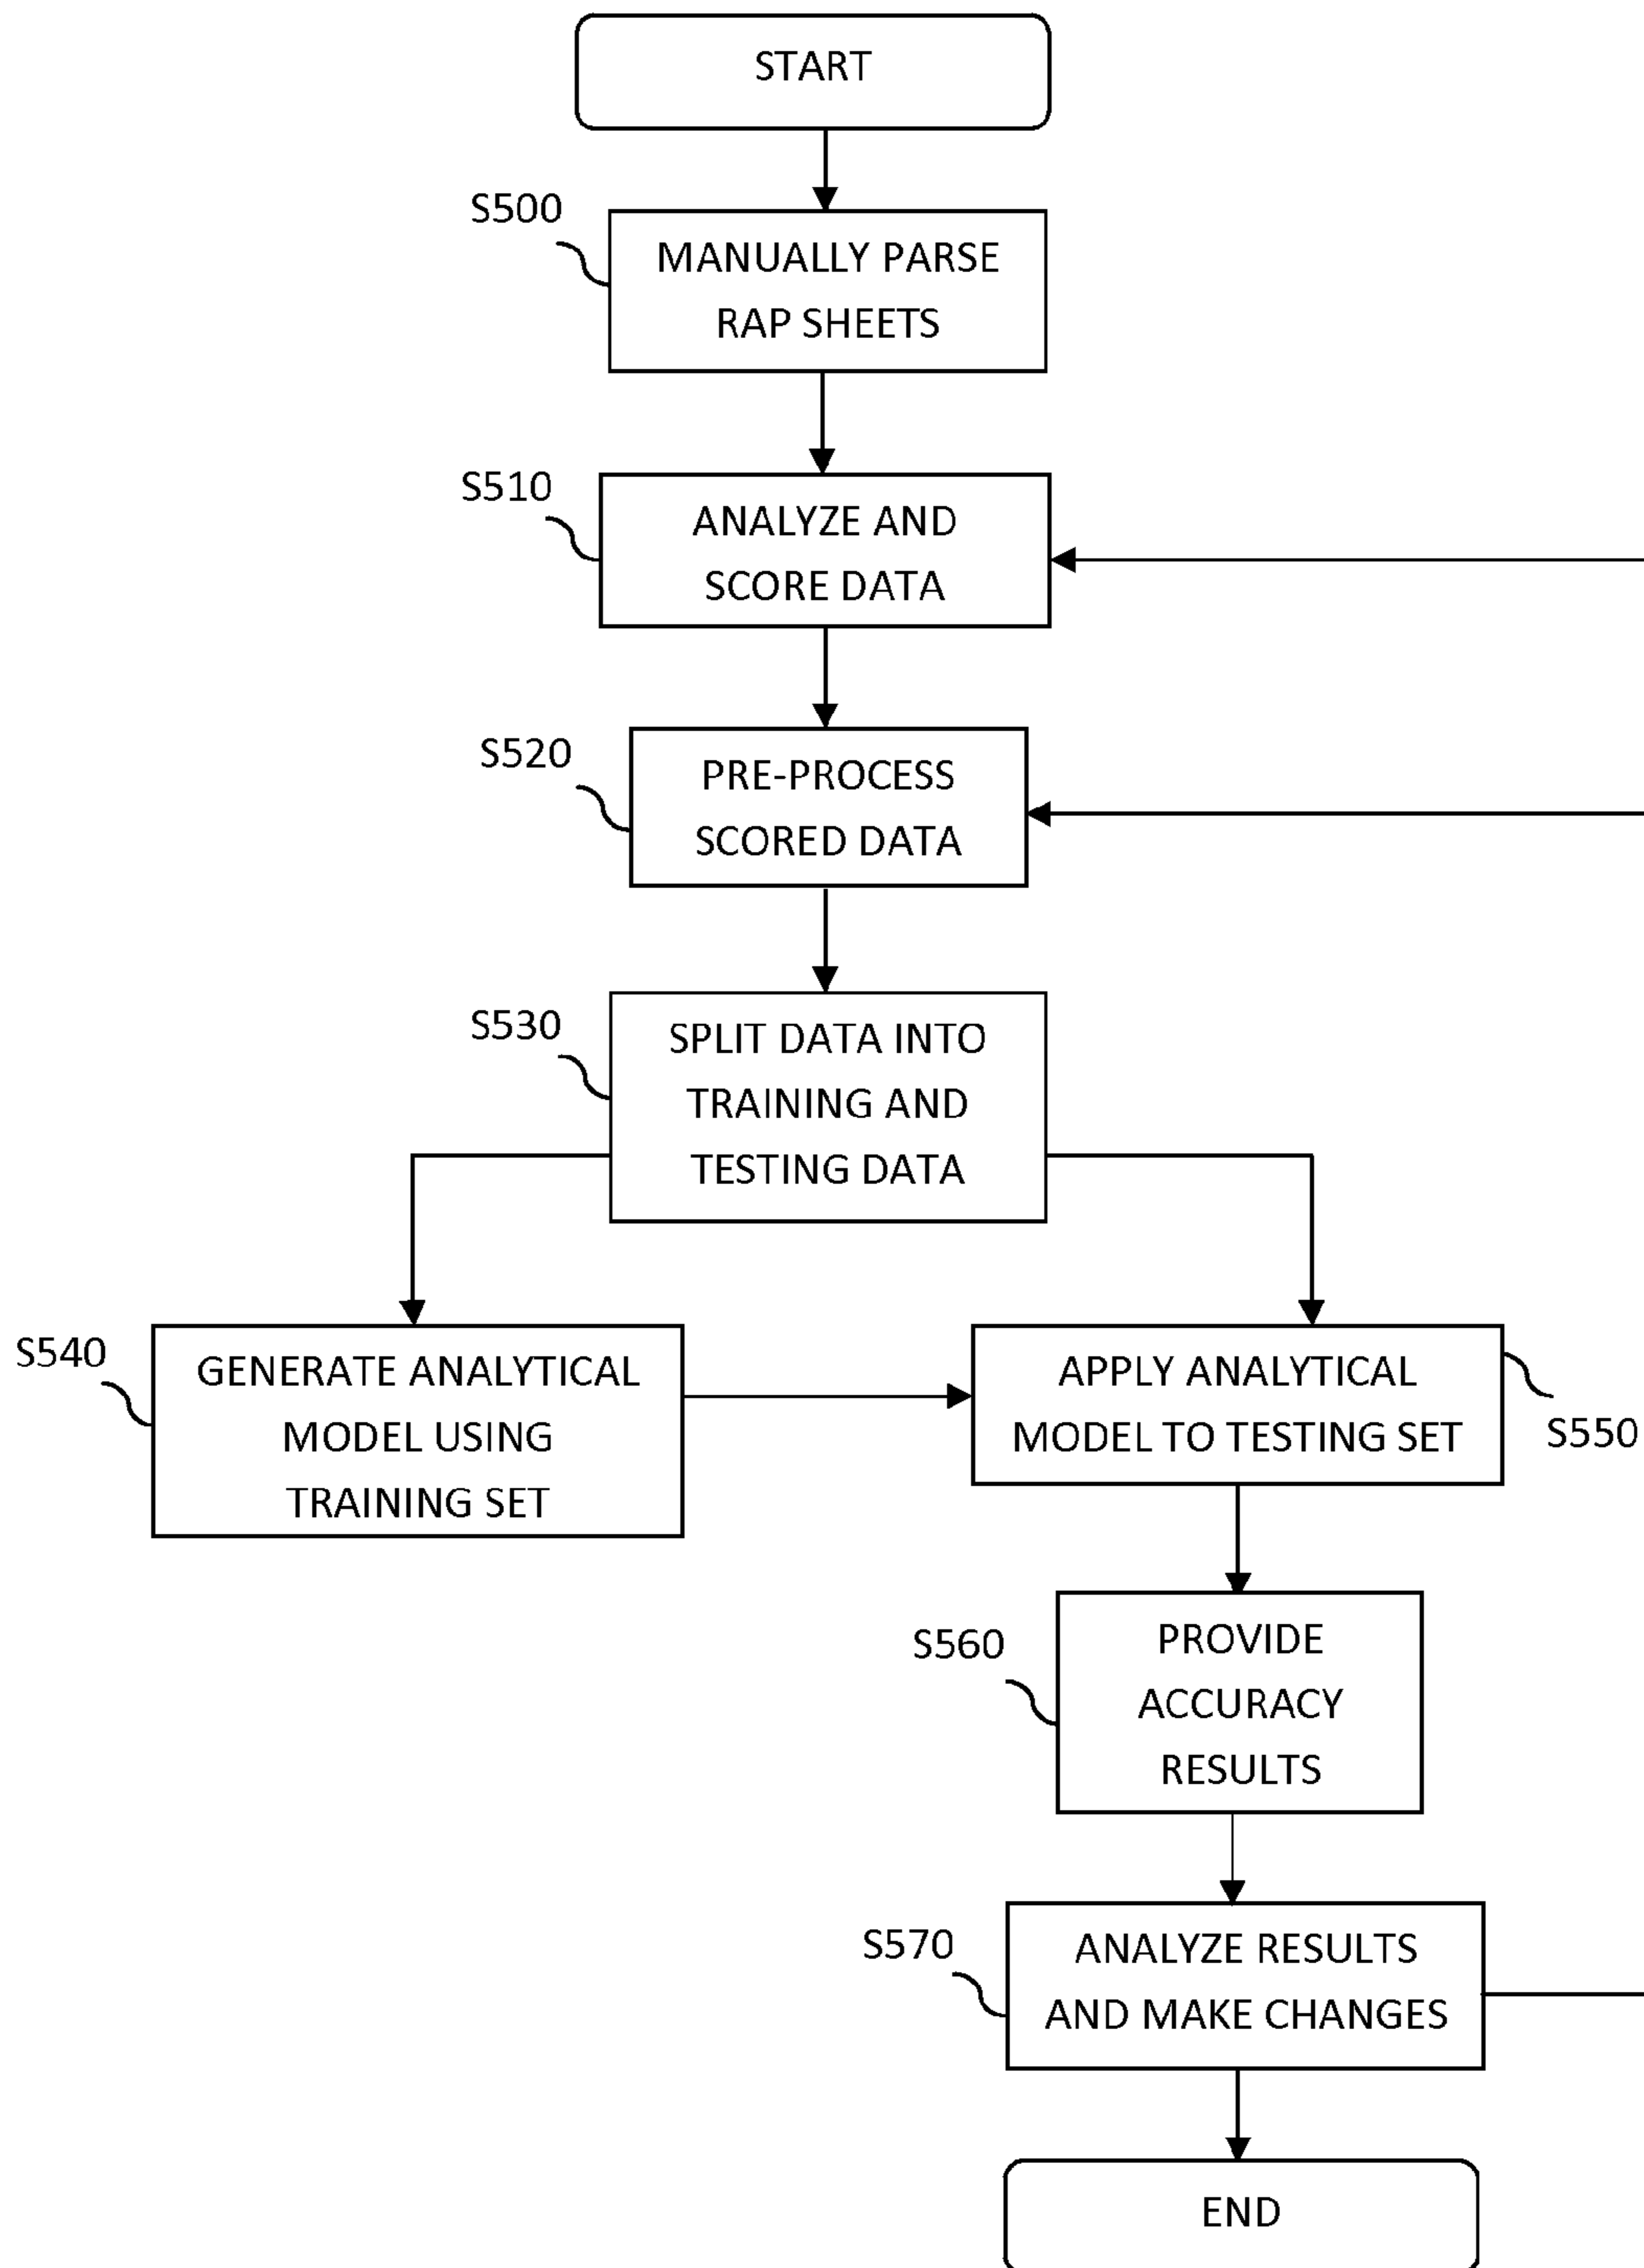 START
S500
MANUALLY PARSE
RAP SHEETS
S510
ANALYZE AND
SCORE DATA
S520
PRE-PROCESS
SCORED DATA
S530
SPLIT DATA INTO
TRAINING AND
TESTING DATA
S540
GENERATE ANALYTICAL
MODEL USING
TRAINING SET
APPLY ANALYTICAL
MODEL TO TESTING SET
S550
S560
PROVIDE
ACCURACY
RESULTS
S570
ANALYZE RESULTS
AND MAKE CHANGES
END